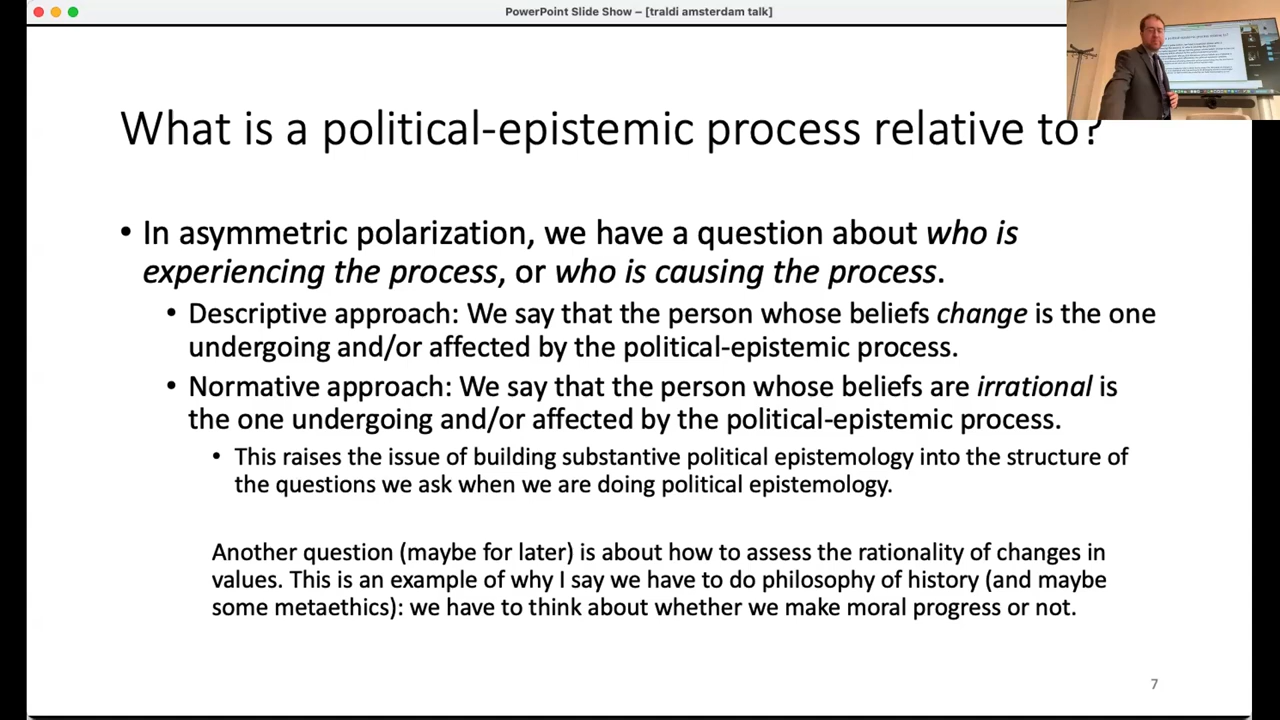 PowerPoint Slide Show – [traldi amsterdam talk]
What is a political-epistemic process relative to?
• In asymmetric polarization, we have a question about who is
experiencing the process, or who is causing the process.
• Descriptive approach: We say that the person whose beliefs change is the one
undergoing and/or affected by the political-epistemic process.
• Normative approach: We say that the person whose beliefs are irrational is
the one undergoing and/or affected by the political-epistemic process.
• This raises the issue of building substantive political epistemology into the structure of
the questions we ask when we are doing political epistemology.
Another question (maybe for later) is about how to assess the rationality of changes in
values. This is an example of why I say we have to do philosophy of history (and maybe
some metaethics): we have to think about whether we make moral progress or not.
7